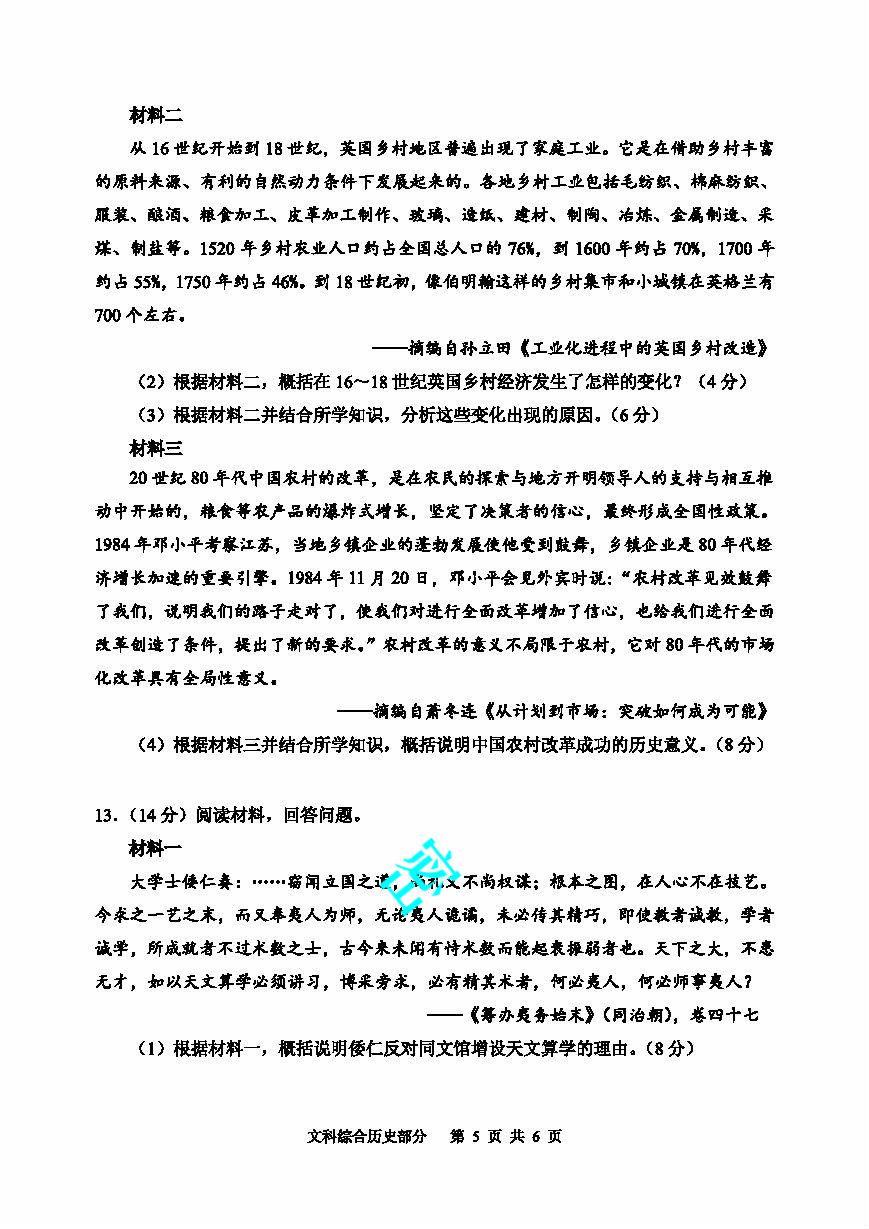 材料二
从 16 世纪开始到 18 世纪，英国乡村地区普遍出现了家庭工业。它是在借助乡村丰富
的原料来源、有利的自然动力条件下发展起来的。各地乡村工业包括毛纺织、棉麻纺织、
服装、酿酒、粮食加工、皮革加工制作、玻璃、造纸、建材、制陶、冶炼、金属制造、采
煤、制盐等。1520 年乡村农业人口约占全国总人口的 76%，到 1600 年约占 70%，1700 年
约占 55%，1750 年约占 46%。到 18 世纪初，像伯明翰这样的乡村集市和小城镇在英格兰有
700 个左右。
——摘编自孙立田《工业化进程中的英国乡村改造》
（2）根据材料二，概括在 16～18 世纪英国乡村经济发生了怎样的变化？（4 分）
（3）根据材料二并结合所学知识，分析这些变化出现的原因。（6 分）
材料三
20 世纪 80 年代中国农村的改革，是在农民的探索与地方开明领导人的支持与相互推
动中开始的，粮食等农产品的爆炸式增长，坚定了决策者的信心，最终形成全国性政策。
1984 年邓小平考察江苏，当地乡镇企业的蓬勃发展使他受到鼓舞，乡镇企业是 80 年代经
济增长加速的重要引擎。1984 年 11 月 20 日，邓小平会见外宾时说：“农村改革见效鼓舞
了我们，说明我们的路子走对了，使我们对进行全面改革增加了信心，也给我们进行全面
改革创造了条件，提出了新的要求。”农村改革的意义不局限于农村，它对 80 年代的市场
化改革具有全局性意义。
——摘编自萧冬连《从计划到市场：突破如何成为可能》
（4）根据材料三并结合所学知识，概括说明中国农村改革成功的历史意义。（8 分）
13.（14 分）阅读材料，回答问题。
材料一
大学士倭仁奏：……窃闻立国之道，尚礼义不尚权谋；根本之图，在人心不在技艺。
今求之一艺之末，而又奉夷人为师，无论夷人诡谲，未必传其精巧，即使教者诚教，学者
诚学，所成就者不过术数之士，古今来未闻有恃术数而能起衰振弱者也。天下之大，不患
无才，如以天文算学必须讲习，博采旁求，必有精其术者，何必夷人，何必师事夷人？
——《筹办夷务始末》（同治朝），卷四十七
（1）根据材料一，概括说明倭仁反对同文馆增设天文算学的理由。（8 分）
文科综合历史部分 第 5 页 共 6 页